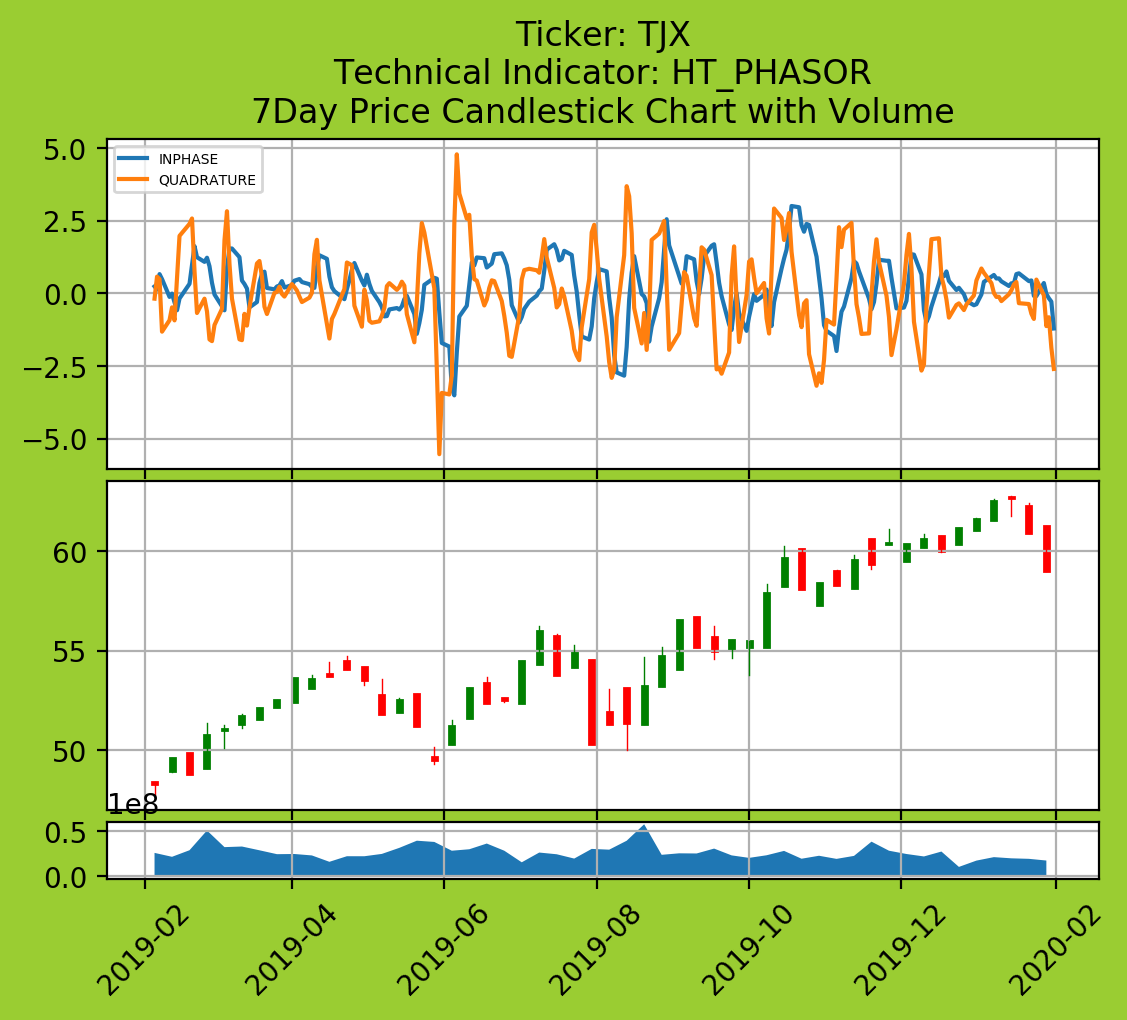 Ticker: TJX
Technical Indicator: HT_PHASOR
7Day Price Candlestick Chart with Volume
5.0
2.5
0.0
−2.5
−5.0
INPHASE
QUADRATURE
60
55
50
1e8
0.5
0.0
2019-02
2019-04
2019-06
2019-08
2019-10
2019-12
2020-02